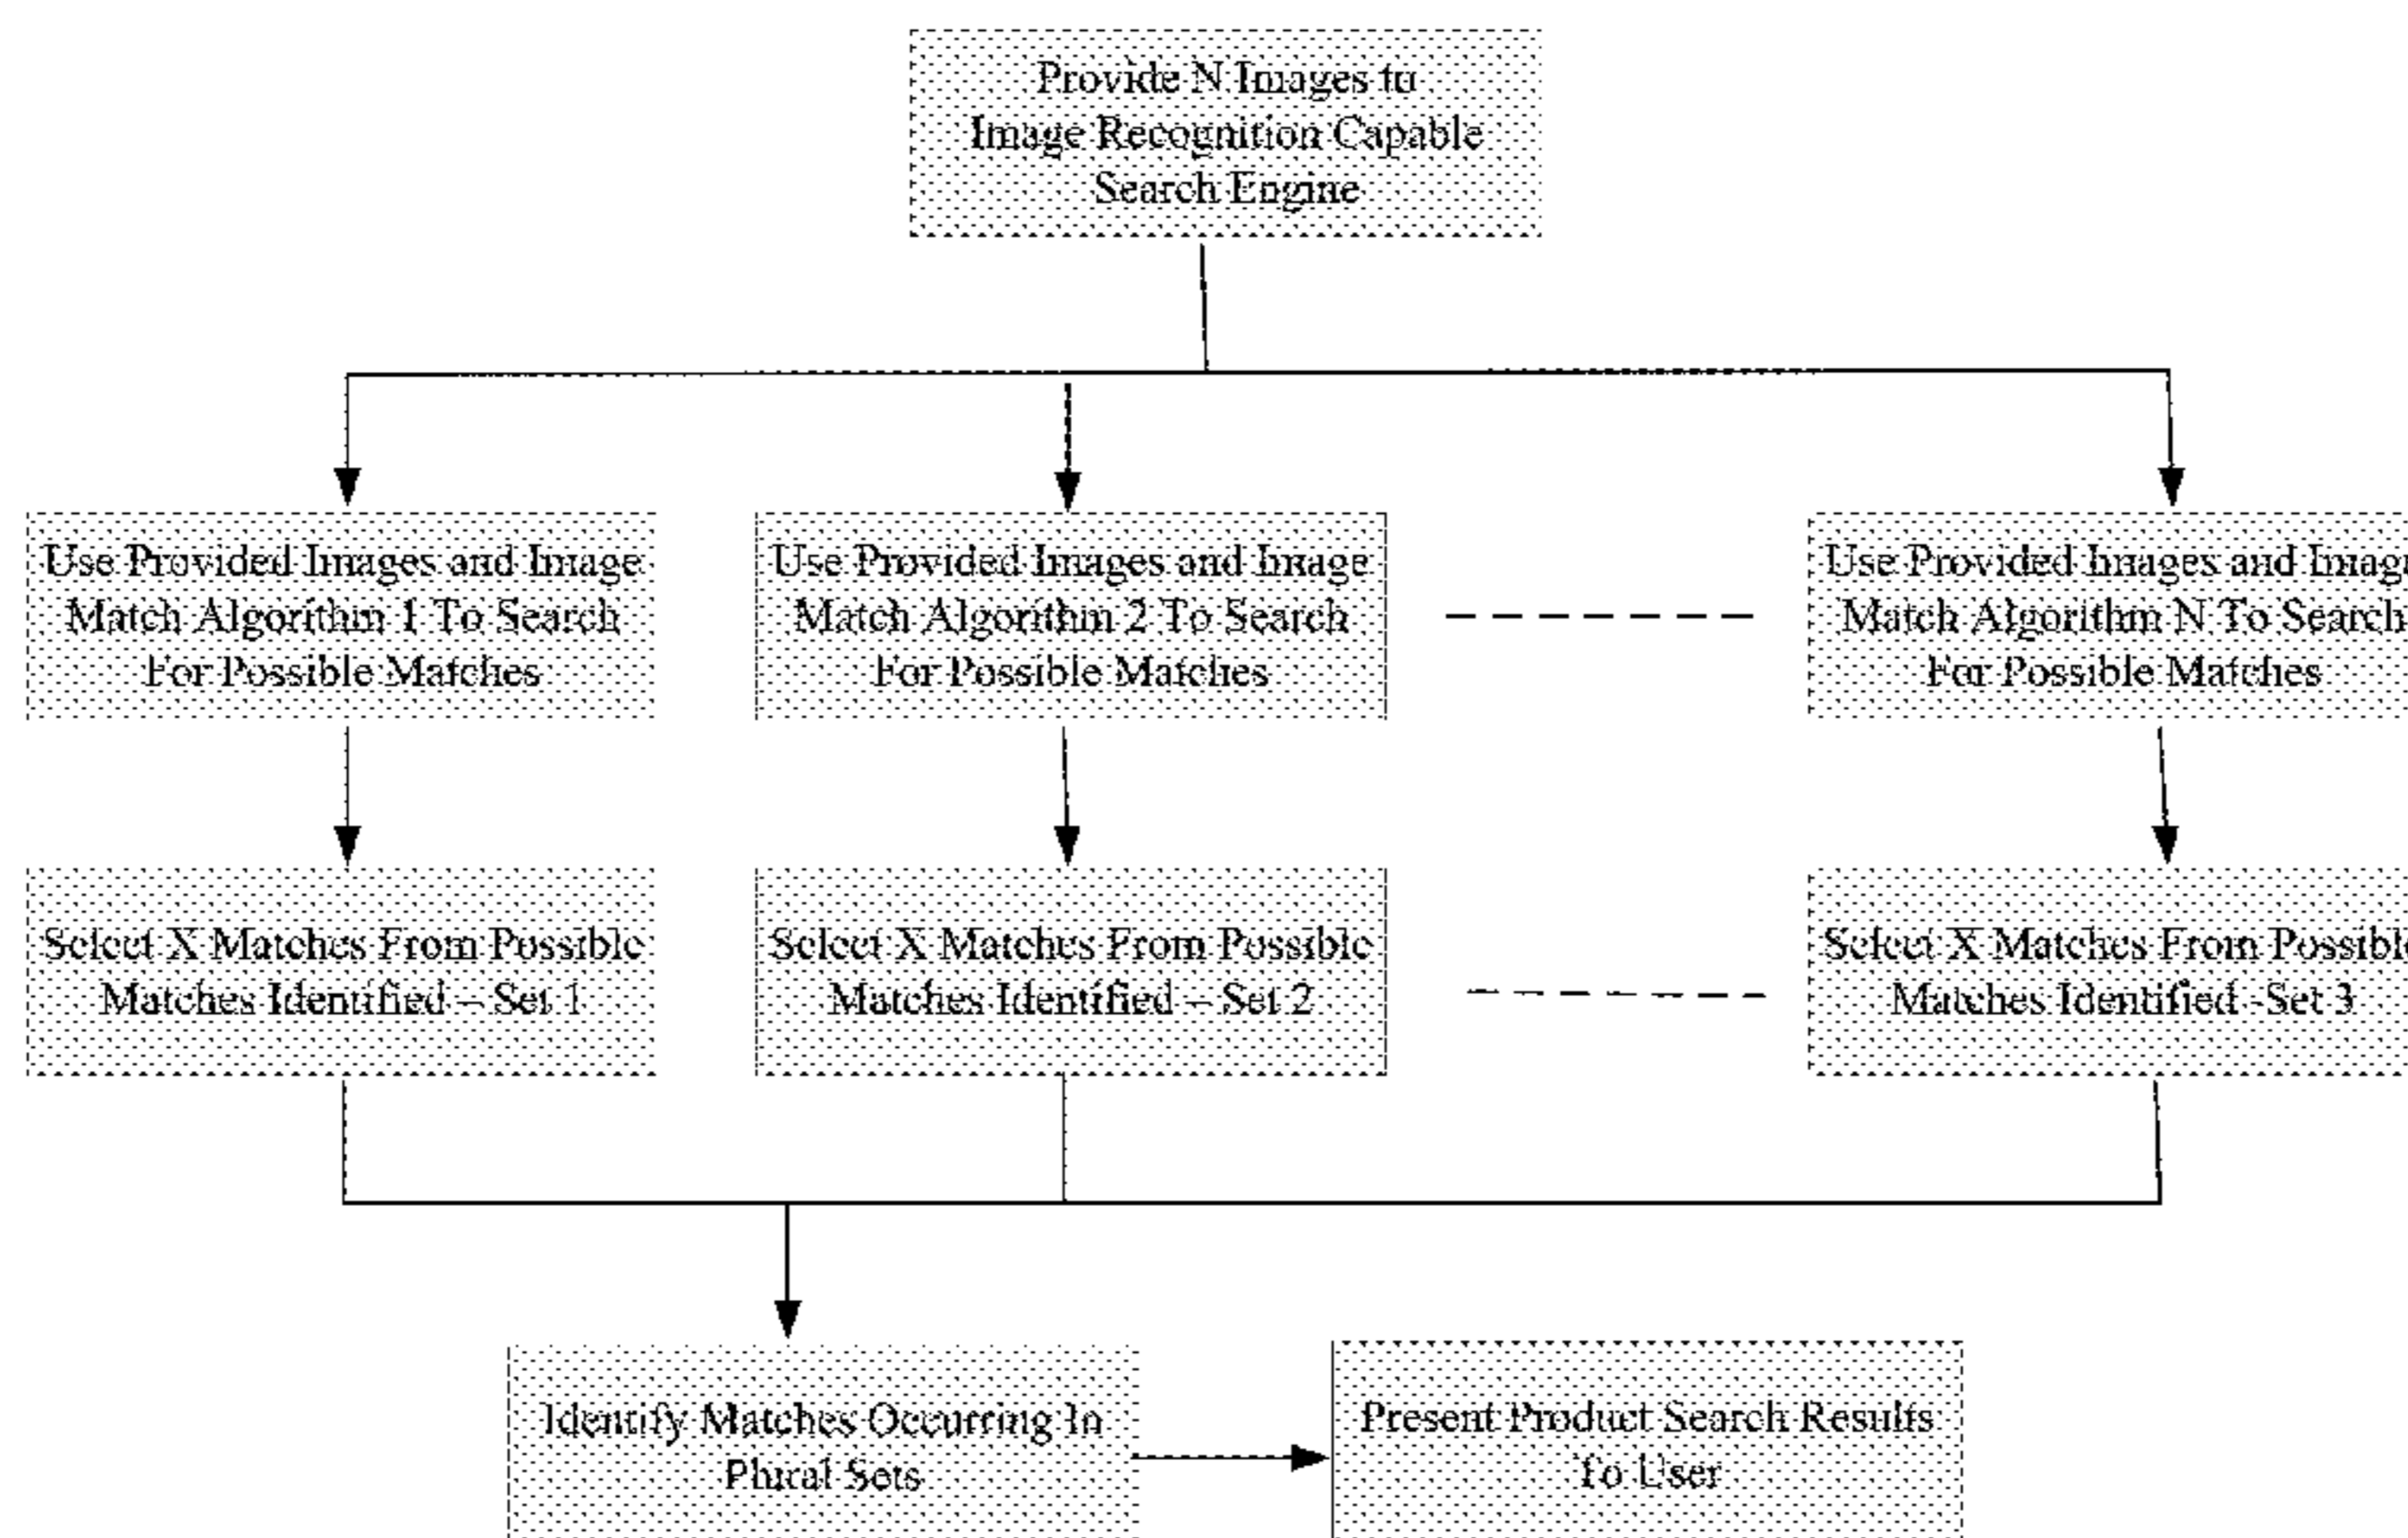 Provide N Images to
Image Recognition Capable
Search Engine
Use Provided Images and Image
Match Algorithm 1 To Search
For Possible Matches
Use Provided Images and Image
Match Algorithm 2 To Search
For Possible Matches
Use Provided Images and Imag
Match Algorithm N To Search
For Possible Matches
Select X Matches From Possible
Matches Identified – Set 1
Select X Matches From Possible
Matches Identified – Set 2
Select X Matches From Possible
Matches Identified -Set 3
Identify Matches Occurring In
Plural Sets
Present Product Search Results
To User